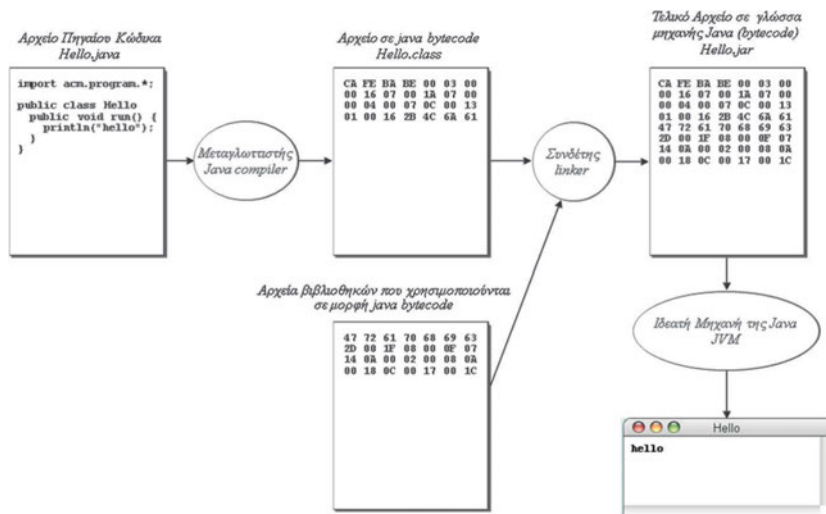 Αρχείο Πηγαίου Κώδικα
Hello.java
import acm.program.*;
public class Hello
public void run() {
println("hello");
}
}
Μεταγλωττιστής
Java compiler
Αρχείο σε java bytecode
Hello.class
CA FE BA BE 00 03 00
00 16 07 00 1A 07 00
00 04 00 07 0C 00 13
01 00 16 2B 4C 6A 61
Αρχεία βιβλιοθηκών που χρησιμοποιούνται
σε μορφή java bytecode
47 72 61 70 68 69 63
2D 00 1F 08 00 0F 07
14 0A 00 02 00 08 0A
00 18 0C 00 17 00 1C
Συνδέτης
linker
Τελικό Αρχείο σε γλώσσα
μηχανής Java (bytecode)
Hello.jar
CA FE BA BE 00 03 00
00 16 07 00 1A 07 00
00 04 00 07 0C 00 13
01 00 16 2B 4C 6A 61
47 72 61 70 68 69 63
2D 00 1F 08 00 0F 07
14 0A 00 02 00 08 0A
00 18 0C 00 17 00 1C
Ιδεατή Μηχανή της Java
JVM
Hello
hello